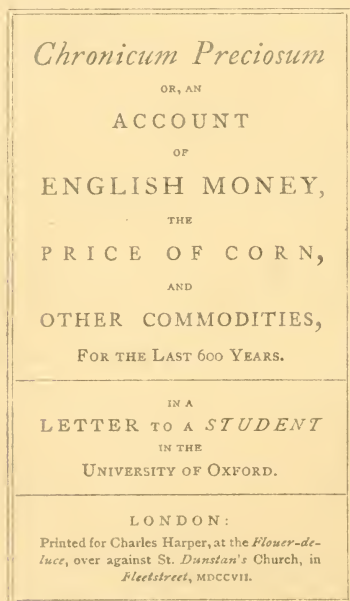 Chronicum Preciosum
OR, AN
ACCOUNT
OF
ENGLISH MONEY,
THE
PRICE OF CORN,
AND
OTHER COMMODITIES,
FOR THE LAST 600 YEARS.
IN A
LETTER TO A STUDENT
IN THE
UNIVERSITY OF OXFORD.
LONDON:
Printed for Charles Harper, at the Flower-de-
luce, over against St. Dunstan's Church, in
Fleetstreet, MDCCVII.